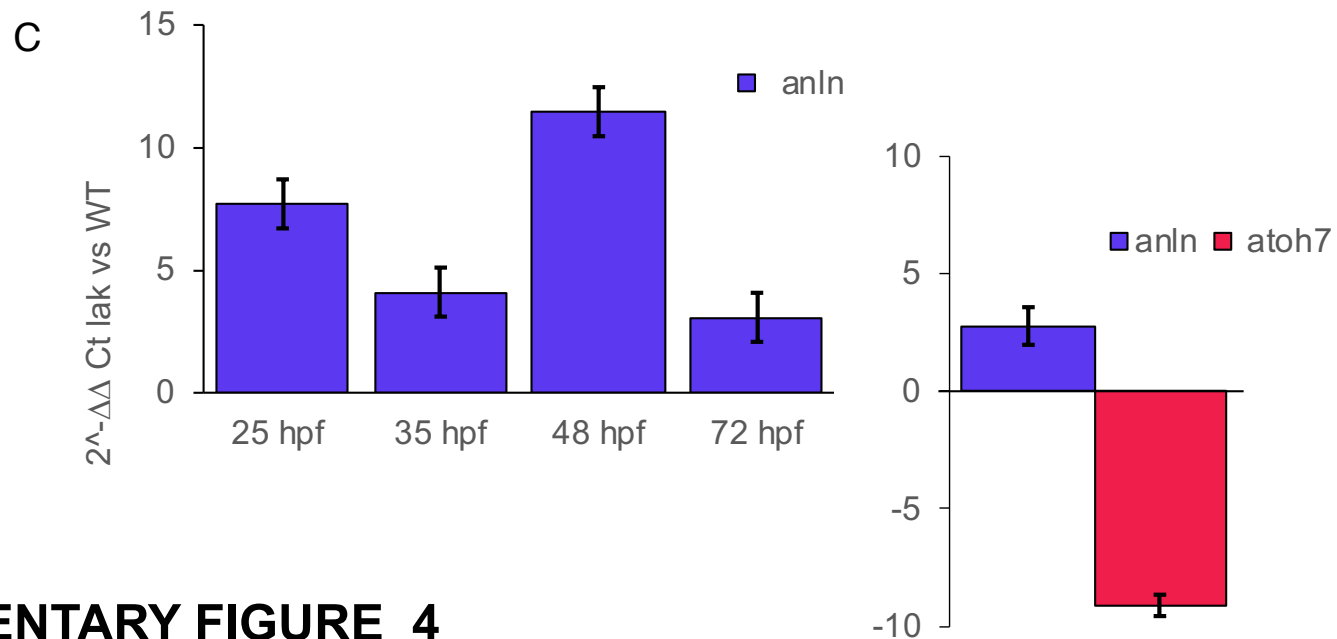 C
15
10
5
0
2^-ΔΔ Ct lak vs WT
anln
25 hpf
35 hpf
48 hpf
72 hpf
10
5
0
-5
-10
anln atoh7
ENTARY FIGURE 4